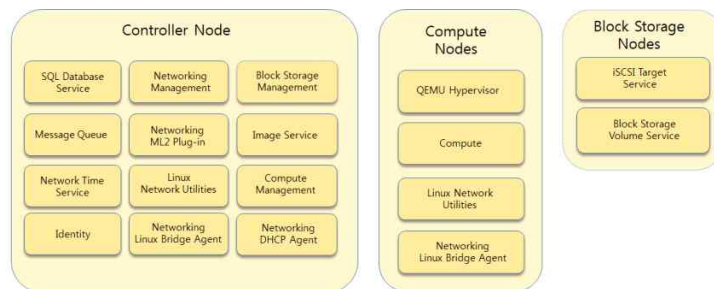 Controller Node
SQL Database
Service
Networking
Management
Block Storage
Management
Message Queue
Networking
ML2 Plug-in
Image Service
Network Time
Service
Linux
Network Utilities
Compute
Management
Identity
Networking
Linux Bridge Agent
Networking
DHCP Agent
Compute
Nodes
QEMU Hypervisor
Compute
Linux Network
Utilities
Networking
Linux Bridge Agent
Block Storage
Nodes
iSCSI Target
Service
Block Storage
Volume Service